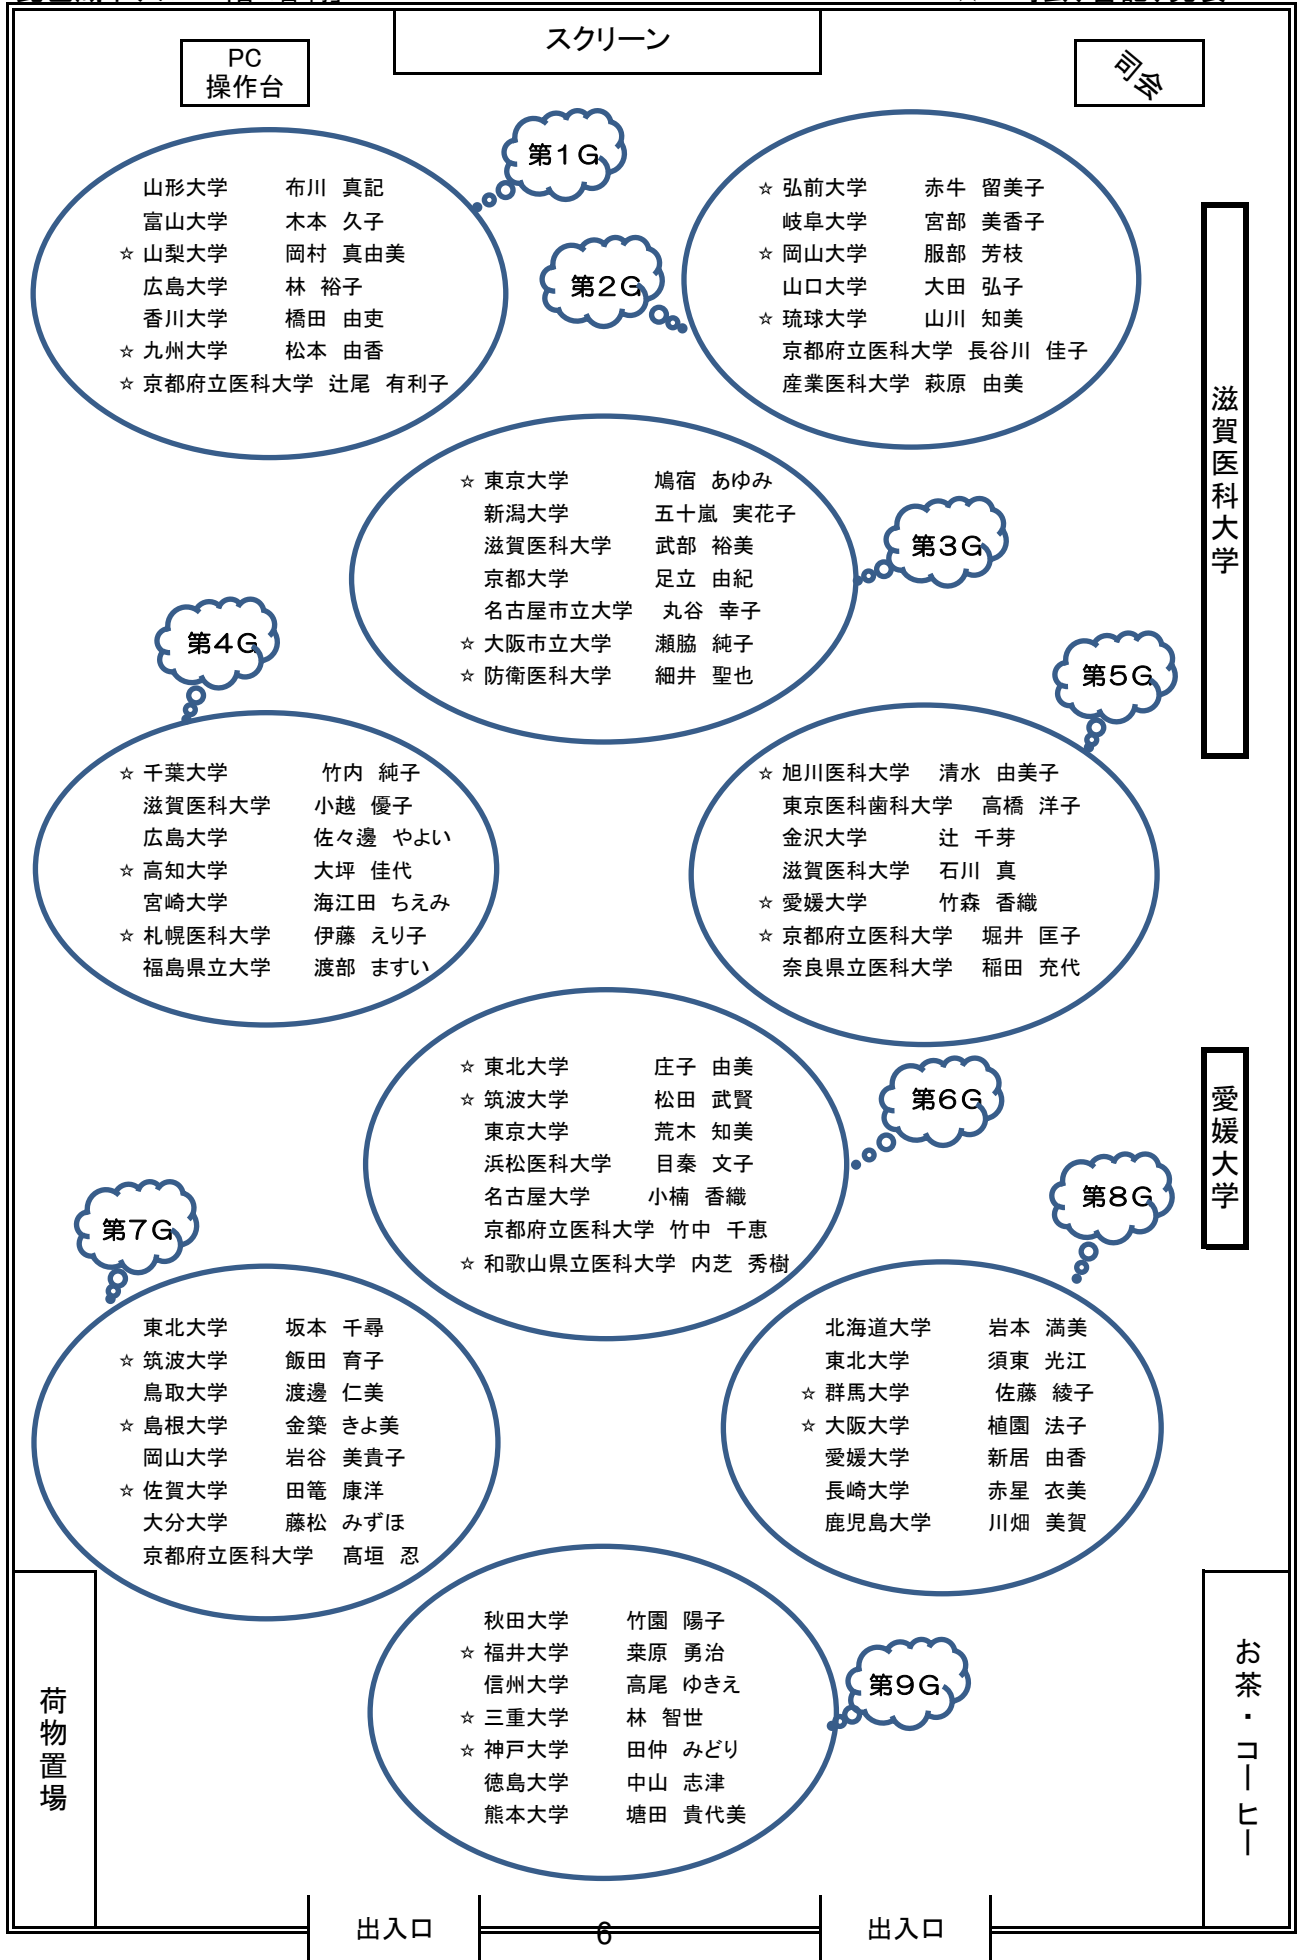 スクリーン
PC
操作台
司会
第１Ｇ
山形大学 布川 真記
富山大学 木本 久子
☆ 山梨大学 岡村 真由美
広島大学 林 裕子
香川大学 橋田 由吏
☆ 九州大学 松本 由香
☆ 京都府立医科大学 辻尾 有利子
第２Ｇ
☆ 弘前大学 赤牛 留美子
岐阜大学 宮部 美香子
☆ 岡山大学 服部 芳枝
山口大学 大田 弘子
☆ 琉球大学 山川 知美
京都府立医科大学 長谷川 佳子
産業医科大学 萩原 由美
滋賀医科大学
第３Ｇ
☆ 東京大学 鳩宿 あゆみ
新潟大学 五十嵐 実花子
滋賀医科大学 武部 裕美
京都大学 足立 由紀
名古屋市立大学 丸谷 幸子
☆ 大阪市立大学 瀬脇 純子
☆ 防衛医科大学 細井 聖也
第４Ｇ
☆ 千葉大学 竹内 純子
滋賀医科大学 小越 優子
広島大学 佐々邊 やよい
☆ 高知大学 大坪 佳代
宮崎大学 海江田 ちえみ
☆ 札幌医科大学 伊藤 えり子
福島県立大学 渡部 ますい
第５Ｇ
☆ 旭川医科大学 清水 由美子
東京医科歯科大学 高橋 洋子
金沢大学 辻 千芽
滋賀医科大学 石川 真
☆ 愛媛大学 竹森 香織
☆ 京都府立医科大学 堀井 匡子
奈良県立医科大学 稲田 充代
第６Ｇ
☆ 東北大学 庄子 由美
☆ 筑波大学 松田 武賢
東京大学 荒木 知美
浜松医科大学 目秦 文子
名古屋大学 小楠 香織
京都府立医科大学 竹中 千恵
☆ 和歌山県立医科大学 内芝 秀樹
愛媛大学
第７Ｇ
東北大学 坂本 千尋
☆ 筑波大学 飯田 育子
鳥取大学 渡邊 仁美
☆ 島根大学 金築 きよ美
岡山大学 岩谷 美貴子
☆ 佐賀大学 田篭 康洋
大分大学 藤松 みずほ
京都府立医科大学 髙垣 忍
第８Ｇ
北海道大学 岩本 満美
東北大学 須東 光江
☆ 群馬大学 佐藤 綾子
☆ 大阪大学 植園 法子
愛媛大学 新居 由香
長崎大学 赤星 衣美
鹿児島大学 川畑 美賀
第９Ｇ
秋田大学 竹園 陽子
☆ 福井大学 桒原 勇治
信州大学 高尾 ゆきえ
☆ 三重大学 林 智世
☆ 神戸大学 田仲 みどり
徳島大学 中山 志津
熊本大学 塘田 貴代美
荷物置場
お茶・コーヒー
出入口
6
出入口